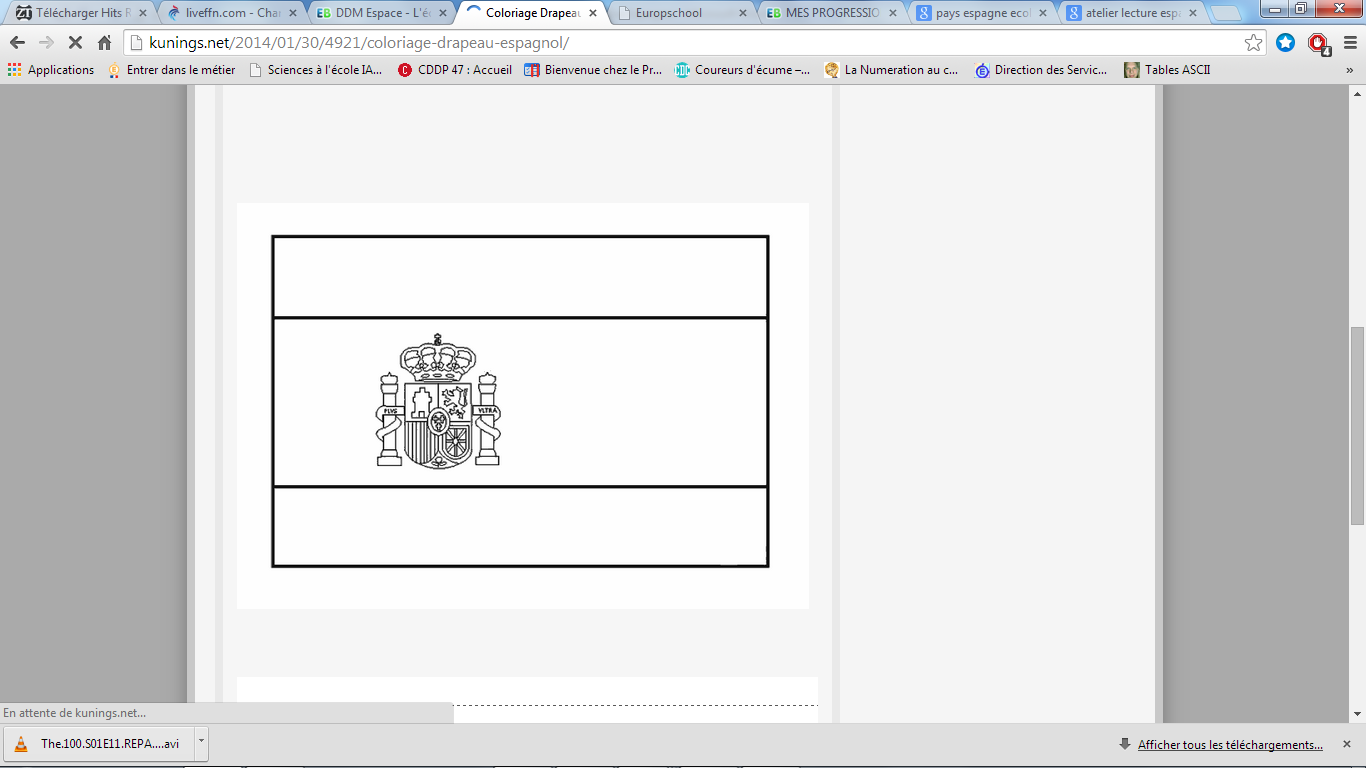 Télécharger Hits R
liveffn.com - Cha
DDM Espace - L'é
Coloriage Drapeau
Europschool
MES PROGRESSIO
pays espagne ecol
atelier lecture espa
kunings.net/2014/01/30/4921/coloriage-drapeau-espagnol/
Applications
Entrer dans le métier
Sciences à l'école IA...
CDDP 47 : Accueil
Bienvenue chez le Pr...
Coureurs d'écume –...
La Numeration au c...
Direction des Servic...
Tables ASCII
»
4
PLVS
VLTRA
En attente de kunings.net...
The.100.S01E11.REPA....avi
Afficher tous les téléchargements...